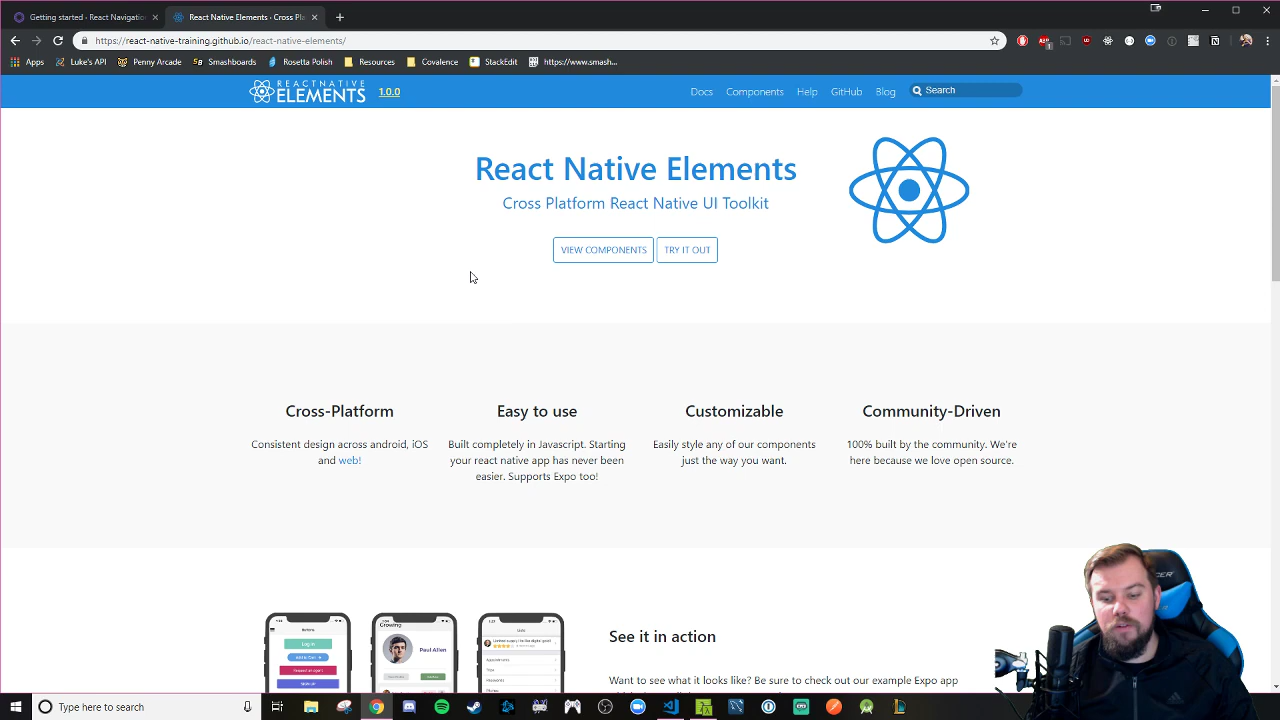 Getting started · React Navigatio
React Native Elements · Cross Pla
https://react-native-training.github.io/react-native-elements/
Apps
Luke's API
Penny Arcade
Smashboards
Rosetta Polish
Resources
Covalence
StackEdit
https://www.smash...
REACT NATIVE
ELEMENTS
1.0.0
Docs
Components
Help
GitHub
Blog
Search
React Native Elements
Cross Platform React Native UI Toolkit
VIEW COMPONENTS
TRY IT OUT
Cross-Platform
Consistent design across android, iOS
and web!
Easy to use
Built completely in Javascript. Starting
your react native app has never been
easier. Supports Expo too!
Customizable
Easily style any of our components
just the way you want.
Community-Driven
100% built by the community. We're
here because we love open source.
Log in
Growing
Paul Allen
See it in action
Want to see what it looks like? Be sure to check out our example Expo app
Type here to search